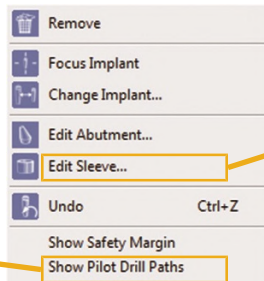 Remove
Focus Implant
Change Implant...
Edit Abutment...
Edit Sleeve...
Undo Ctrl+Z
Show Safety Margin
Show Pilot Drill Paths